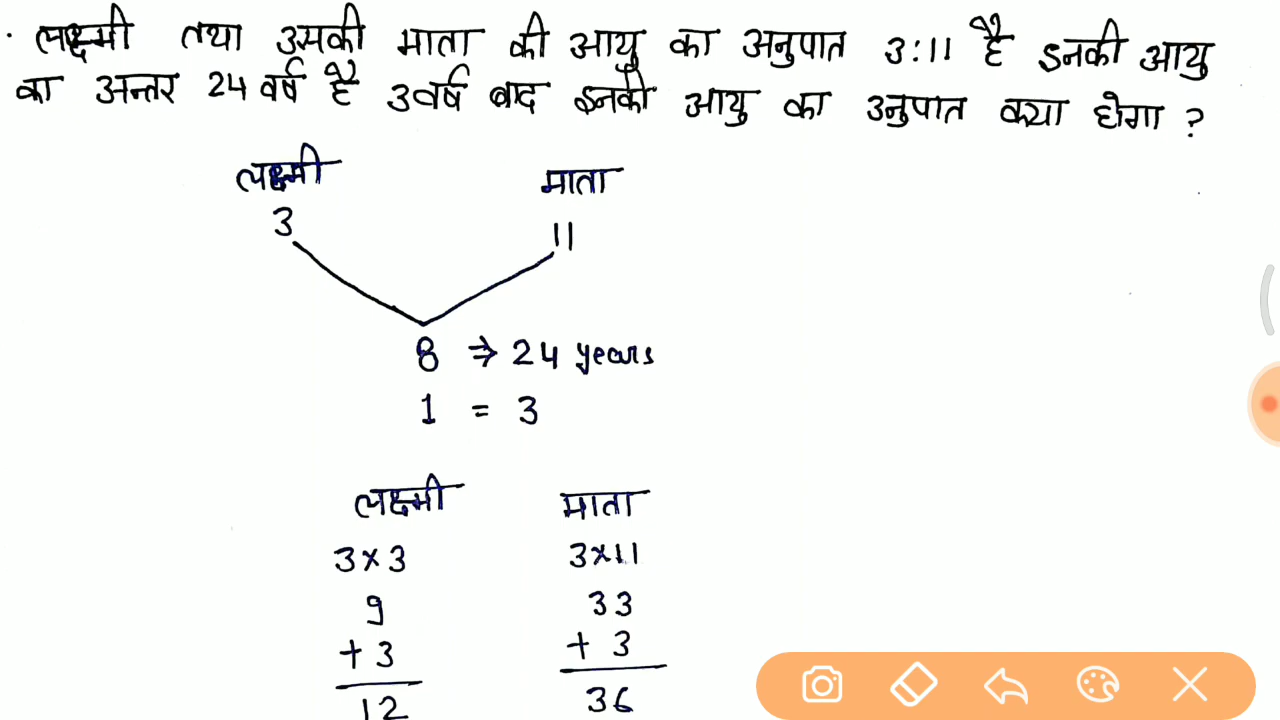 लक्ष्मी तथा उसकी माता की आयु का अनुपात 3:11 है इनकी आयु
का अन्तर 24 वर्ष है 3 वर्ष बाद इनकी आयु का अनुपात क्या होगा ?
लक्ष्मी माता
3 11
8 ⇒ 24 years
1 = 3
लक्ष्मी माता
3×3 3×11
9 33
+3 +3
12 36